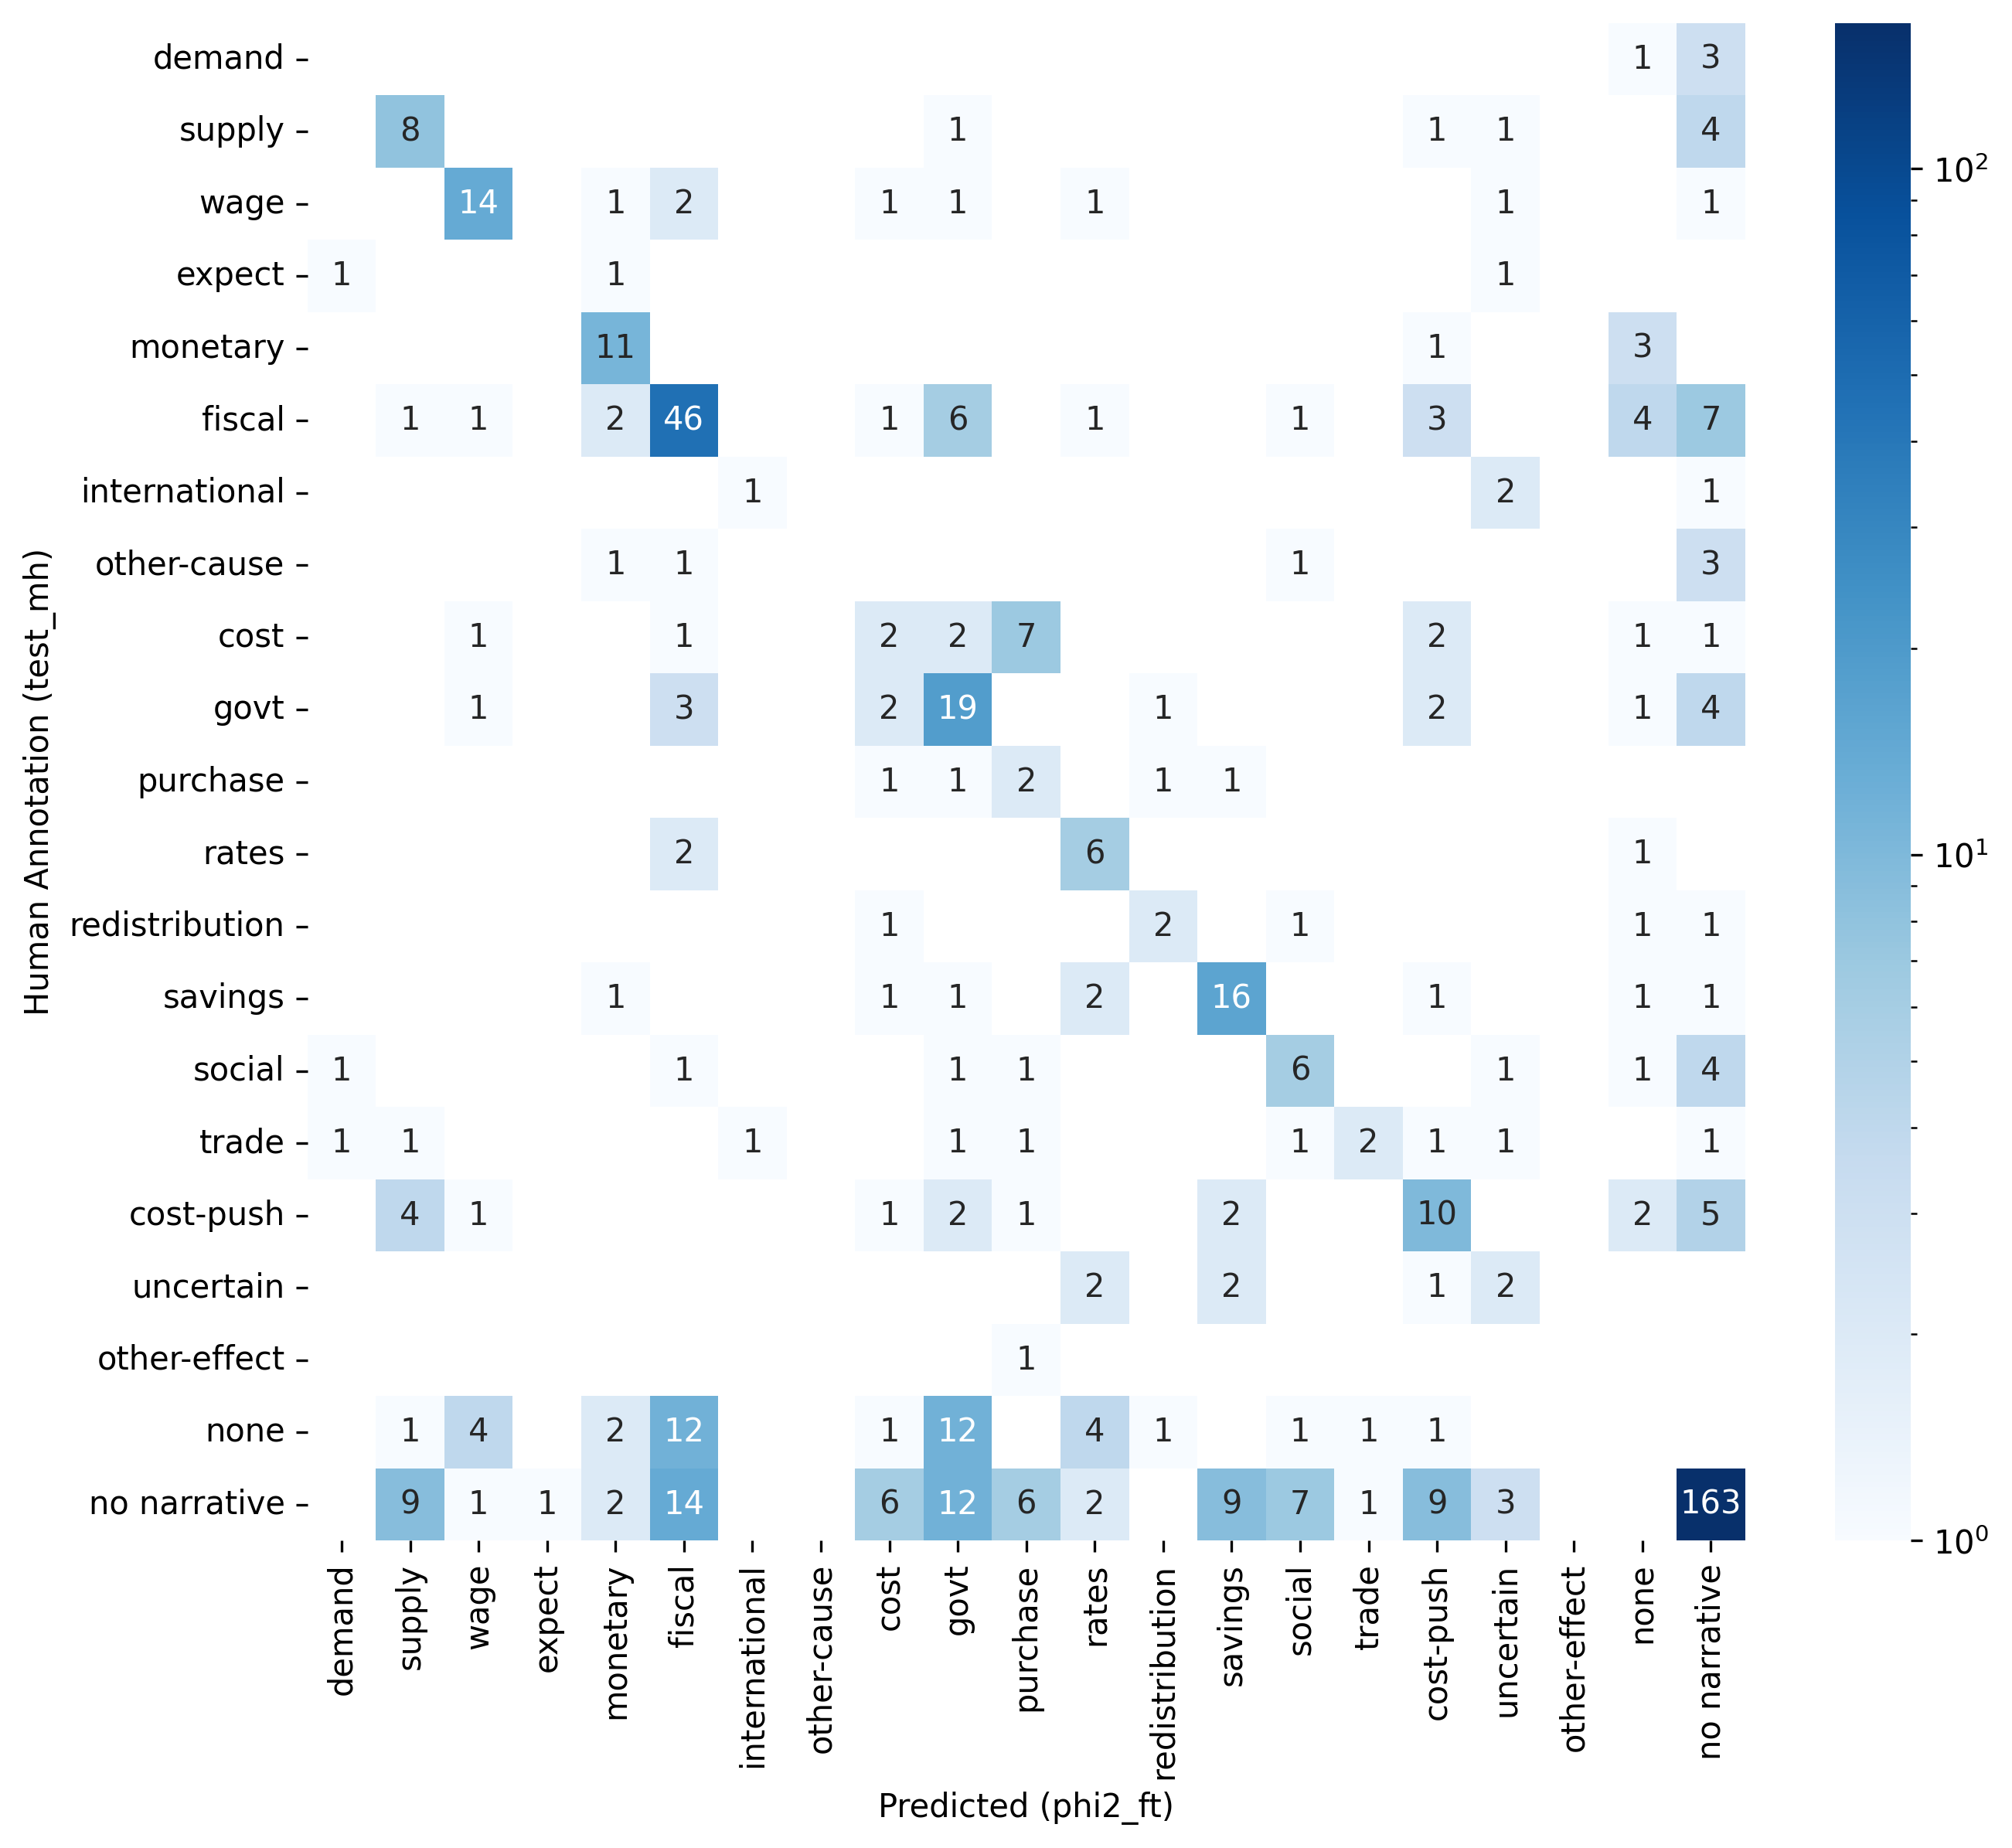 demand 1 3
supply 8 1 1 1 4
wage 14 1 2 1 1 1 1 1
expect 1 1 1
monetary 11 1 3
fiscal 1 1 2 46 1 6 1 1 3 4 7
international 1 2 1
other-cause 1 1 1 3
cost 1 1 2 2 7 2 1 1
govt 1 3 2 19 1 2 1 4
purchase 1 1 2 1 1
rates 2 6 1
redistribution 1 2 1 1 1
savings 1 1 1 2 16 1 1 1
social 1 1 1 1 6 1 1 4
trade 1 1 1 1 1 1 2 1 1 1
cost-push 4 1 1 2 1 2 10 2 5
uncertain 2 2 1 2
other-effect 1
none 1 4 2 12 1 12 4 1 1 1 1
no narrative 9 1 1 2 14 6 12 6 2 9 7 1 9 3 163
demand
supply
wage
expect
monetary
fiscal
international
other-cause
cost
govt
purchase
rates
redistribution
savings
social
trade
cost-push
uncertain
other-effect
none
no narrative
Predicted (phi2_ft)
Human Annotation (test_mh)
10²
10¹
10⁰